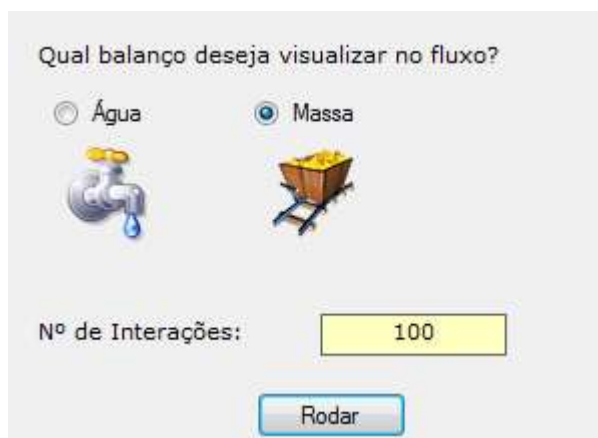 Qual balanço deseja visualizar no fluxo?
Água Massa
Nº de Interações: 100
Rodar